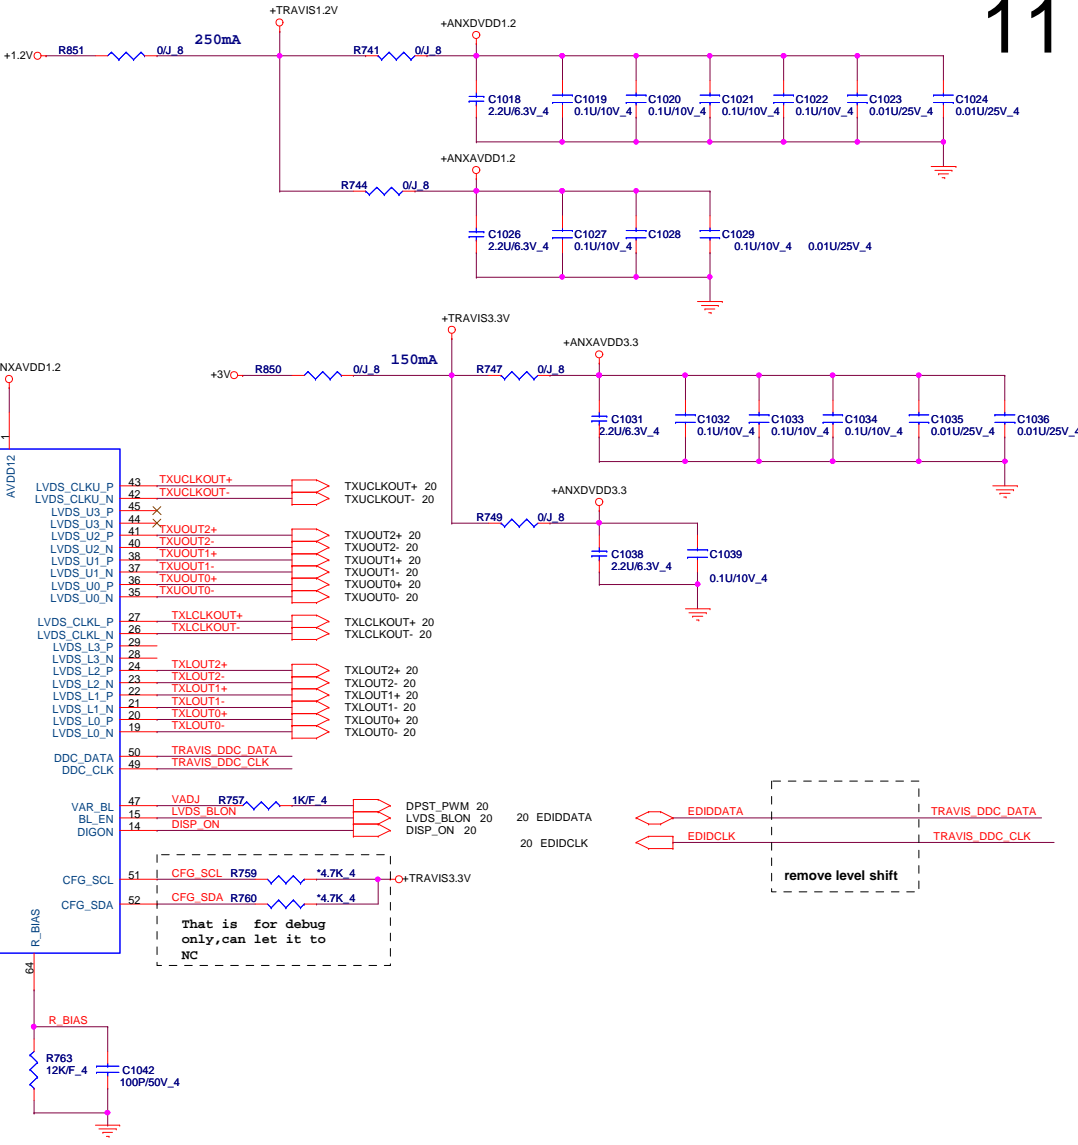 11
+TRAVIS1.2V
+ANXDVDD1.2
+1.2V R851 0/J_8 250mA R741 0/J_8
C1018 C1019 C1020 C1021 C1022 C1023 C1024
2.2U/6.3V_4 0.1U/10V_4 0.1U/10V_4 0.1U/10V_4 0.1U/10V_4 0.01U/25V_4 0.01U/25V_4
+ANXAVDD1.2
R744 0/J_8
C1026 C1027 C1028 C1029
2.2U/6.3V_4 0.1U/10V_4 0.1U/10V_4 0.01U/25V_4
+TRAVIS3.3V
+ANXAVDD3.3
150mA
NXAVDD1.2
+3V R850 0/J_8 R747 0/J_8
C1031 C1032 C1033 C1034 C1035 C1036
2.2U/6.3V_4 0.1U/10V_4 0.1U/10V_4 0.1U/10V_4 0.01U/25V_4 0.01U/25V_4
1
AVDD12
+ANXDVDD3.3
R749 0/J_8
C1038 C1039
2.2U/6.3V_4
0.1U/10V_4
LVDS_CLKU_P 43 TXUCLKOUT+ TXUCLKOUT+ 20
LVDS_CLKU_N 42 TXUCLKOUT- TXUCLKOUT- 20
LVDS_U3_P 45
LVDS_U3_N 44
LVDS_U2_P 41 TXUOUT2+ TXUOUT2+ 20
LVDS_U2_N 40 TXUOUT2- TXUOUT2- 20
LVDS_U1_P 38 TXUOUT1+ TXUOUT1+ 20
LVDS_U1_N 37 TXUOUT1- TXUOUT1- 20
LVDS_U0_P 36 TXUOUT0+ TXUOUT0+ 20
LVDS_U0_N 35 TXUOUT0- TXUOUT0- 20
LVDS_CLKL_P 27 TXLCLKOUT+ TXLCLKOUT+ 20
LVDS_CLKL_N 26 TXLCLKOUT- TXLCLKOUT- 20
LVDS_L3_P 29
LVDS_L3_N 28
LVDS_L2_P 24 TXLOUT2+ TXLOUT2+ 20
LVDS_L2_N 23 TXLOUT2- TXLOUT2- 20
LVDS_L1_P 22 TXLOUT1+ TXLOUT1+ 20
LVDS_L1_N 21 TXLOUT1- TXLOUT1- 20
LVDS_L0_P 20 TXLOUT0+ TXLOUT0+ 20
LVDS_L0_N 19 TXLOUT0- TXLOUT0- 20
DDC_DATA 50 TRAVIS_DDC_DATA
DDC_CLK 49 TRAVIS_DDC_CLK
VAR_BL 47 VADJ R757 1K/F_4 DPST_PWM 20
BL_EN 15 LVDS_BLON LVDS_BLON 20
DIGON 14 DISP_ON DISP_ON 20
20 EDIDDATA EDIDDATA TRAVIS_DDC_DATA
20 EDIDCLK EDIDCLK TRAVIS_DDC_CLK
remove level shift
CFG_SCL 51 CFG_SCL R759 *4.7K_4 +TRAVIS3.3V
CFG_SDA 52 CFG_SDA R760 *4.7K_4
That is for debug
only,can let it to
NC
R_BIAS
64
R_BIAS
R763
12K/F_4
C1042
100P/50V_4